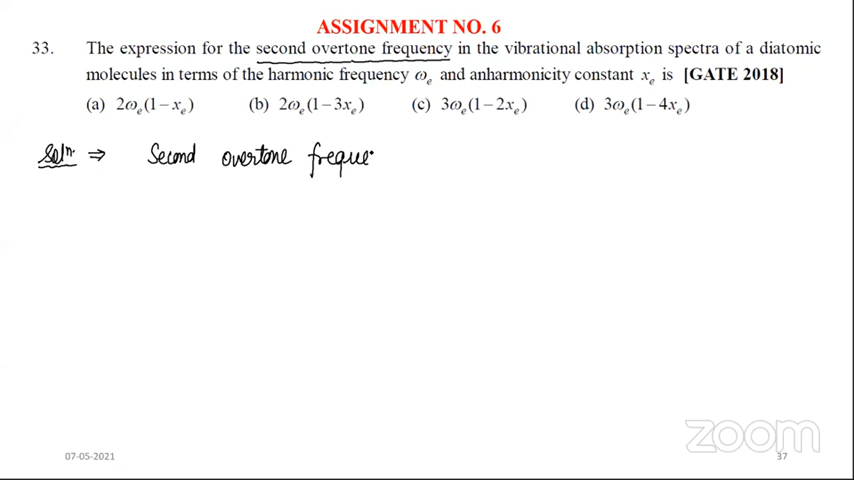 ASSIGNMENT NO. 6
33. The expression for the second overtone frequency in the vibrational absorption spectra of a diatomic
molecules in terms of the harmonic frequency ωₑ and anharmonicity constant xₑ is [GATE 2018]
(a) 2ωₑ(1−xₑ) (b) 2ωₑ(1−3xₑ) (c) 3ωₑ(1−2xₑ) (d) 3ωₑ(1−4xₑ)
Solⁿ. ⇒ Second overtone freque
zoom
07-05-2021 37